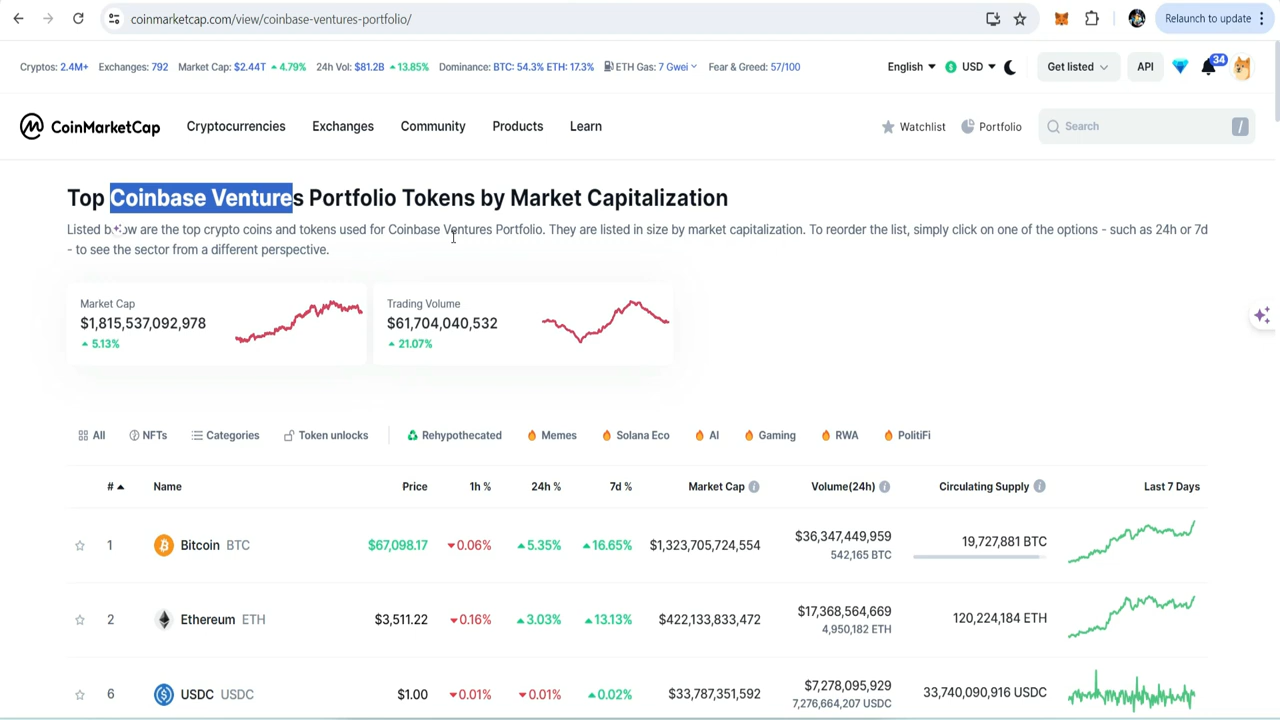 coinmarketcap.com/view/coinbase-ventures-portfolio/
Relaunch to update
Cryptos: 2.4M+ Exchanges: 792 Market Cap: $2.44T 4.79% 24h Vol: $81.2B 13.85% Dominance: BTC: 54.3% ETH: 17.3% ETH Gas: 7 Gwei Fear & Greed: 57/100
English USD Get listed API 34
CoinMarketCap Cryptocurrencies Exchanges Community Products Learn Watchlist Portfolio Search /
Top Coinbase Ventures Portfolio Tokens by Market Capitalization
Listed below are the top crypto coins and tokens used for Coinbase Ventures Portfolio. They are listed in size by market capitalization. To reorder the list, simply click on one of the options - such as 24h or 7d
- to see the sector from a different perspective.
Market Cap
$1,815,537,092,978
5.13%
Trading Volume
$61,704,040,532
21.07%
All NFTs Categories Token unlocks Rehypothecated Memes Solana Eco AI Gaming RWA PolitiFi
# Name Price 1h % 24h % 7d % Market Cap Volume(24h) Circulating Supply Last 7 Days
1 Bitcoin BTC $67,098.17 0.06% 5.35% 16.65% $1,323,705,724,554 $36,347,449,959 19,727,881 BTC
542,165 BTC
2 Ethereum ETH $3,511.22 0.16% 3.03% 13.13% $422,133,833,472 $17,368,564,669 120,224,184 ETH
4,950,182 ETH
6 USDC USDC $1.00 0.01% 0.01% 0.02% $33,787,351,592 $7,278,095,929 33,740,090,916 USDC
7,276,664,207 USDC